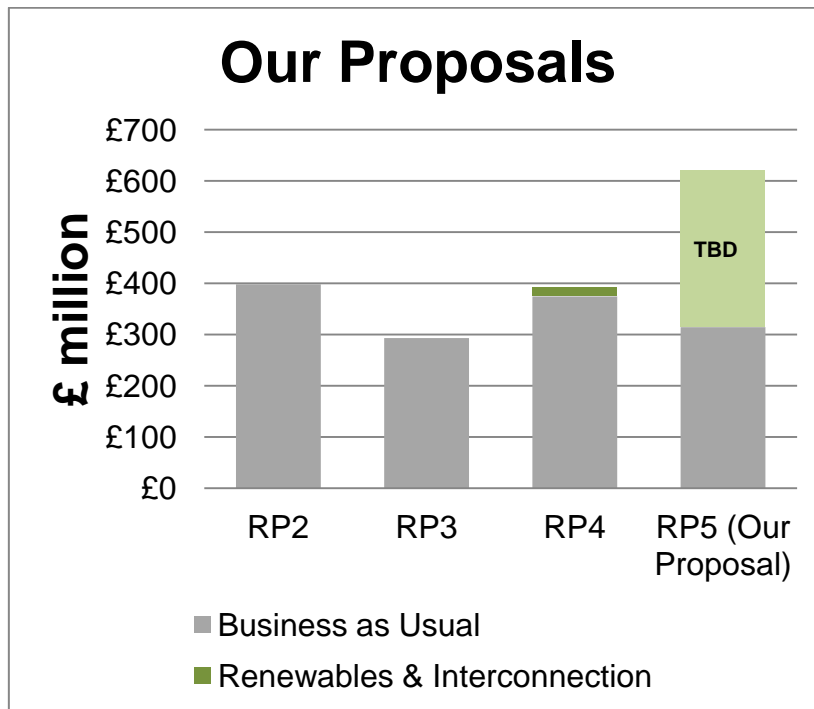 Our Proposals
£ million
£700
£600
£500
£400
£300
£200
£100
£0
TBD
RP2
RP3
RP4
RP5 (Our
Proposal)
Business as Usual
Renewables & Interconnection